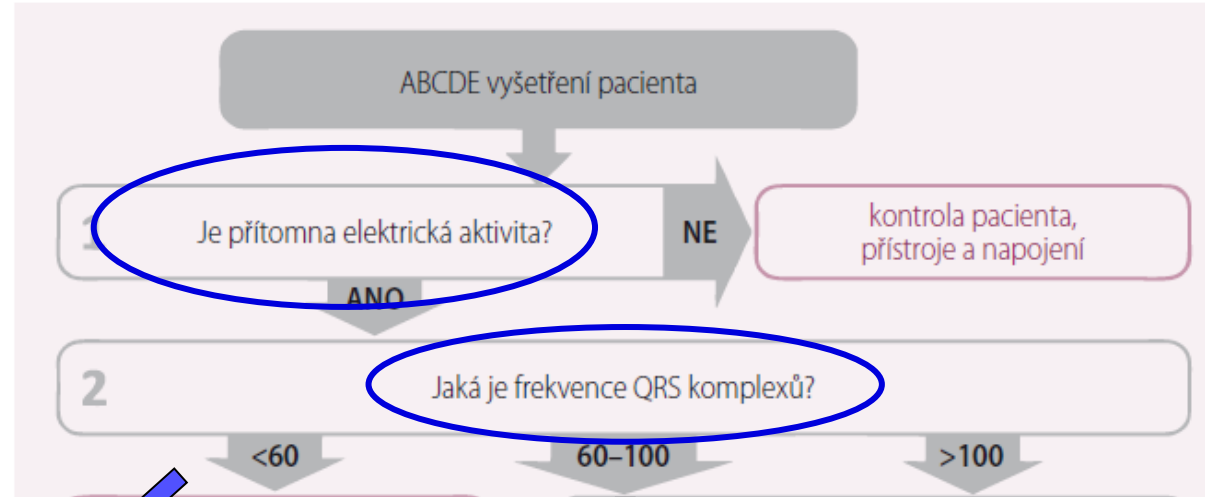 ABCDE vyšetření pacienta
1 Je přítomna elektrická aktivita? NE
kontrola pacienta,
přístroje a napojení
ANO
2 Jaká je frekvence QRS komplexů?
<60 60–100 >100